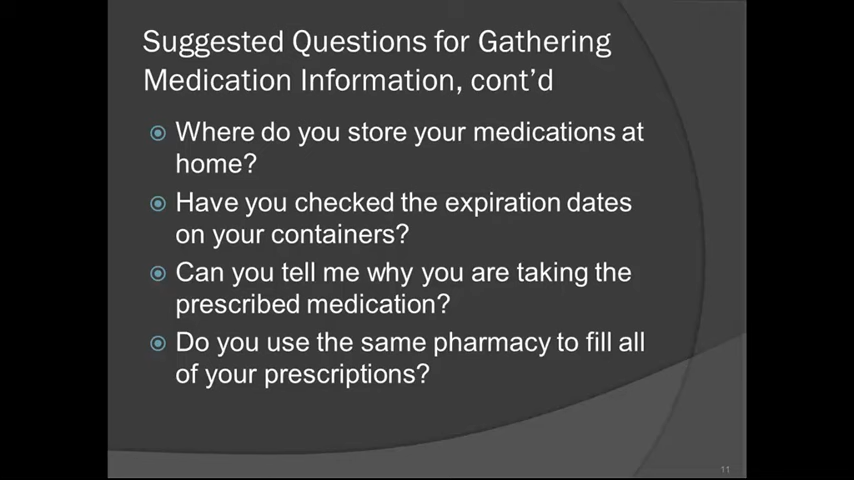 Suggested Questions for Gathering
Medication Information, cont’d
Where do you store your medications at
home?
Have you checked the expiration dates
on your containers?
Can you tell me why you are taking the
prescribed medication?
Do you use the same pharmacy to fill all
of your prescriptions?
11